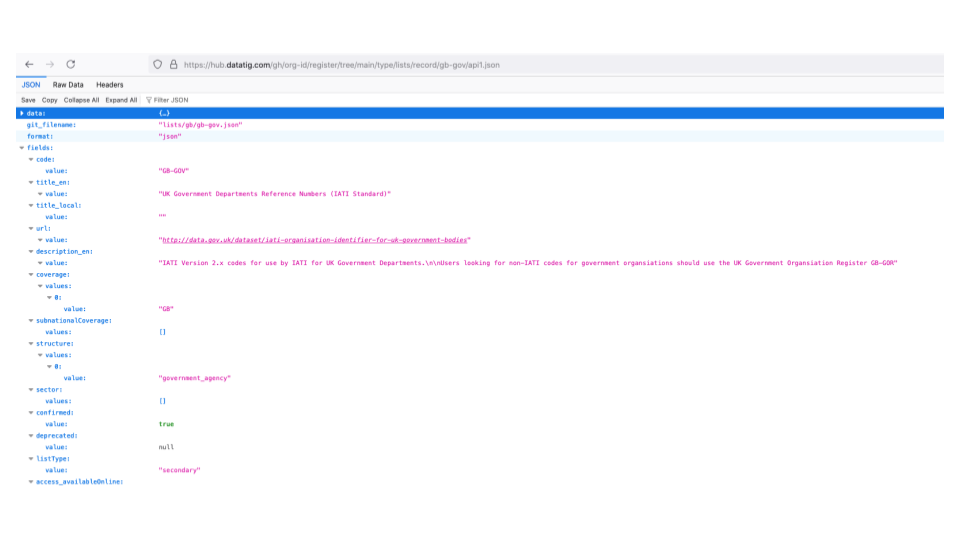 https://hub.datatig.com/gh/org-id/register/tree/main/type/lists/record/gb-gov/api1.json
JSON Raw Data Headers
Save Copy Collapse All Expand All Filter JSON
data: {…}
git_filename: "lists/gb/gb-gov.json"
format: "json"
fields:
code:
value: "GB-GOV"
title_en:
value: "UK Government Departments Reference Numbers (IATI Standard)"
title_local:
value: ""
url:
value: "http://data.gov.uk/dataset/iati-organisation-identifier-for-uk-government-bodies"
description_en:
value: "IATI Version 2.x codes for use by IATI for UK Government Departments.\n\nUsers looking for non-IATI codes for government organsiations should use the UK Government Organsiation Register GB-GOR"
coverage:
values:
0:
value: "GB"
subnationalCoverage:
values: []
structure:
values:
0:
value: "government_agency"
sector:
values: []
confirmed:
value: true
deprecated:
value: null
listType:
value: "secondary"
access_availableOnline: